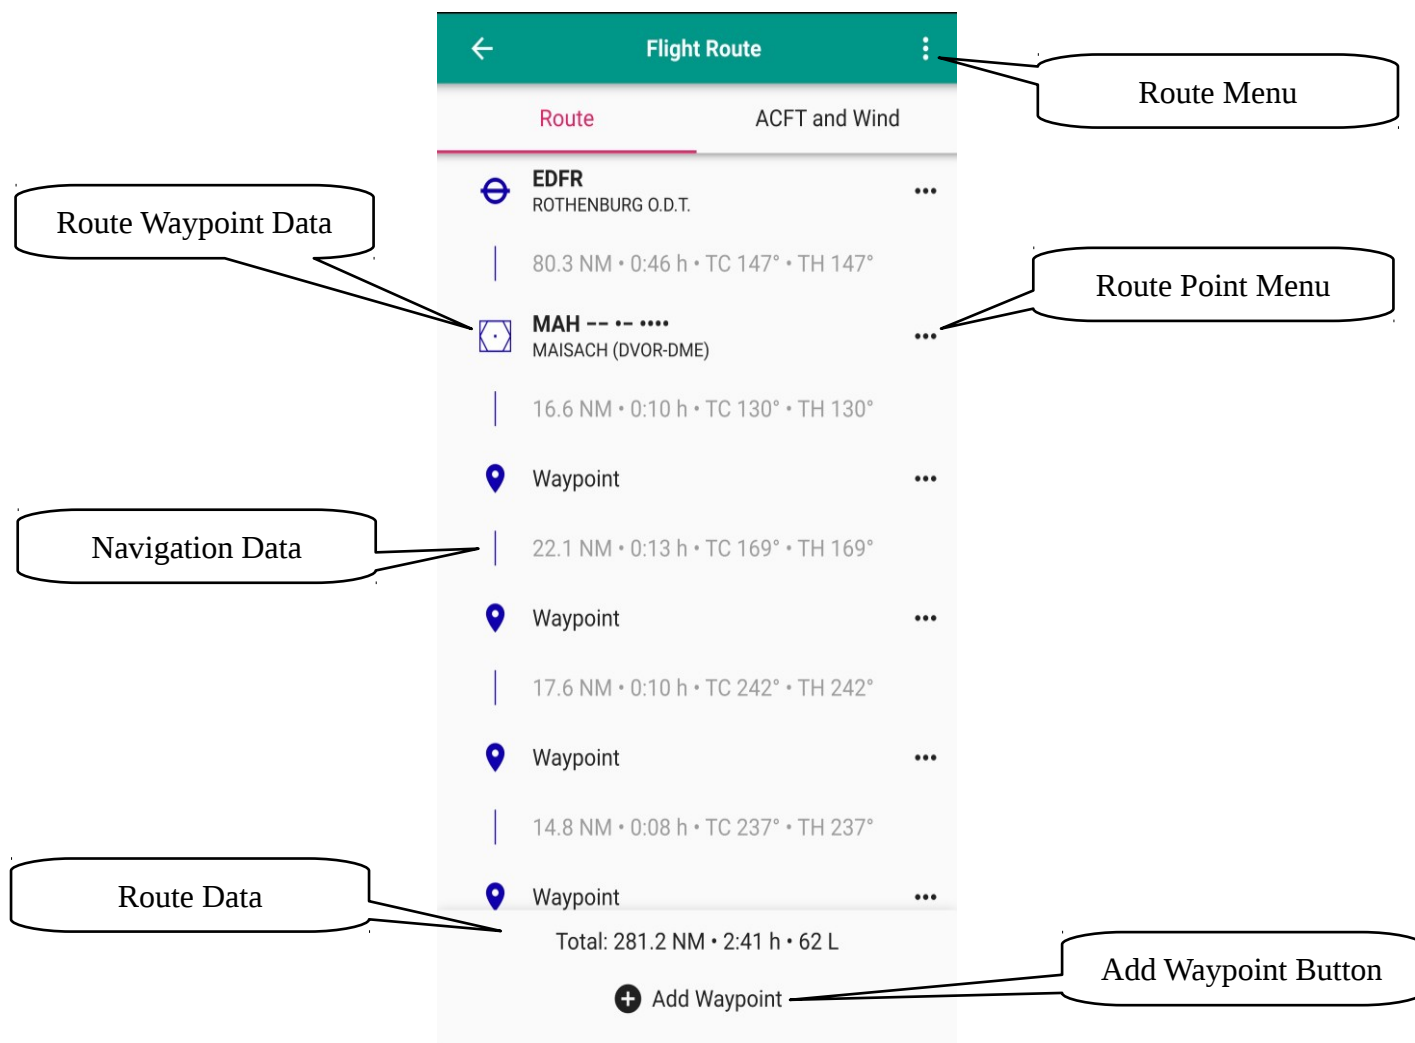 Flight Route
Route Menu
Route
ACFT and Wind
EDFR
ROTHENBURG O.D.T.
Route Waypoint Data
80.3 NM • 0:46 h • TC 147° • TH 147°
Route Point Menu
MAH –– •– ••••
MAISACH (DVOR-DME)
16.6 NM • 0:10 h • TC 130° • TH 130°
Waypoint
Navigation Data
22.1 NM • 0:13 h • TC 169° • TH 169°
Waypoint
17.6 NM • 0:10 h • TC 242° • TH 242°
Waypoint
14.8 NM • 0:08 h • TC 237° • TH 237°
Route Data
Waypoint
Total: 281.2 NM • 2:41 h • 62 L
Add Waypoint Button
Add Waypoint